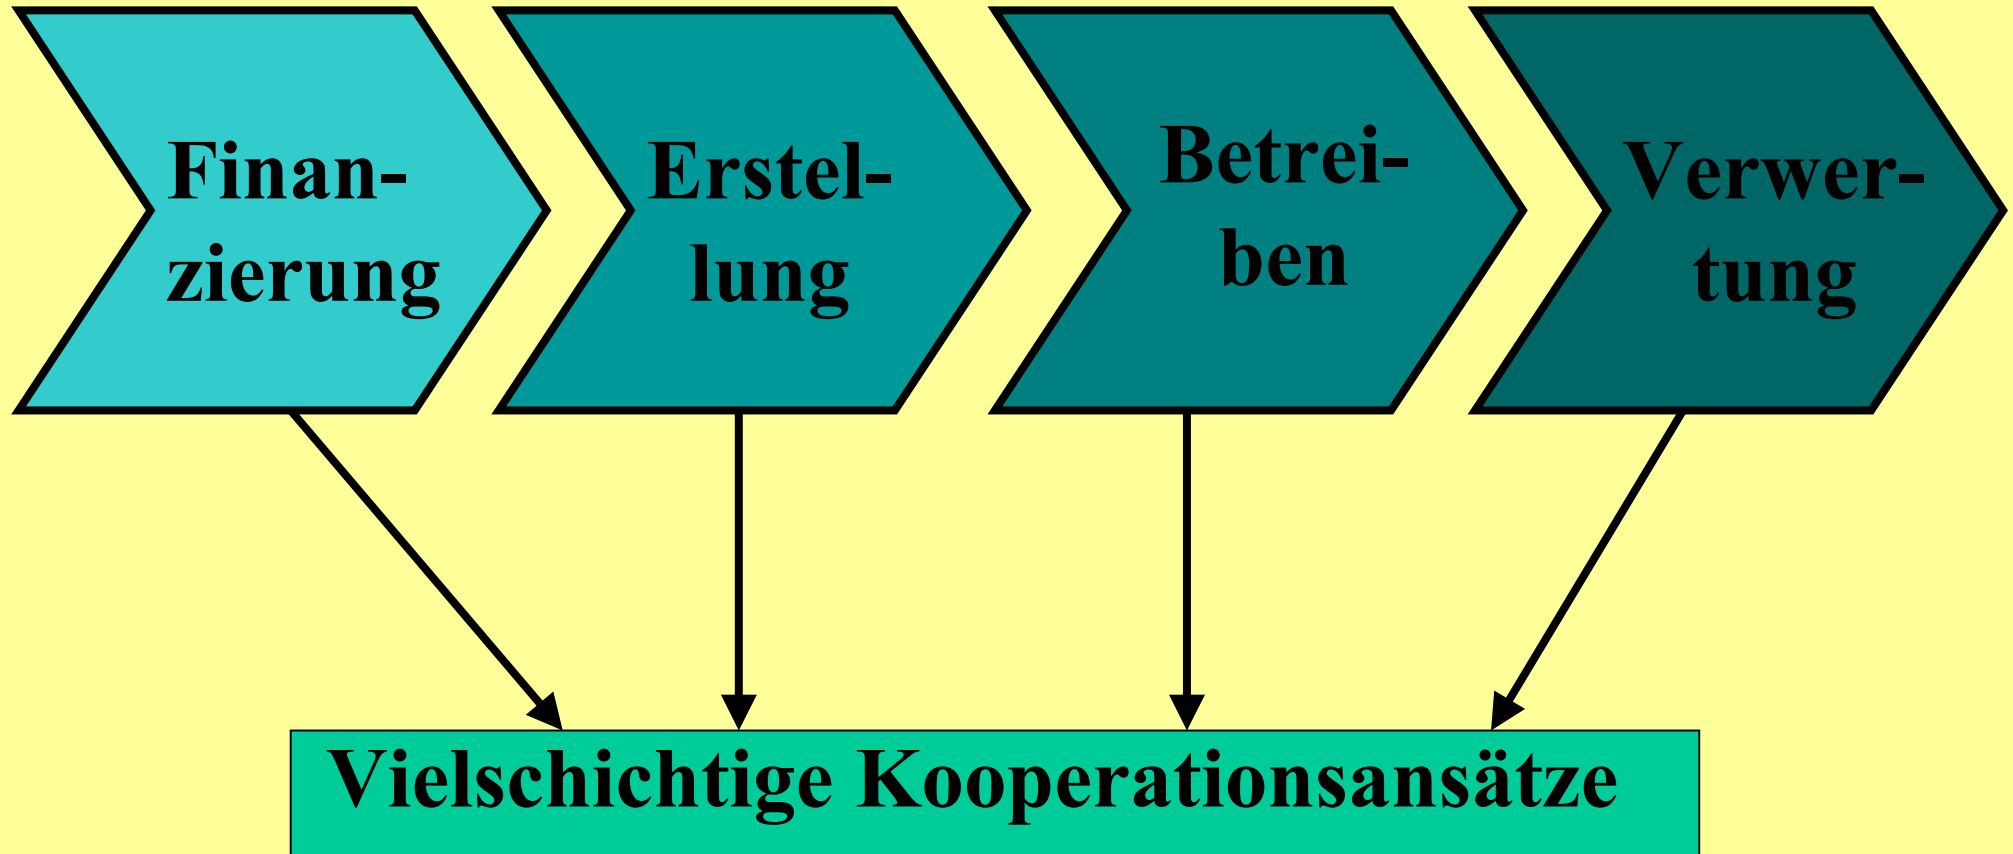 Finan-
zierung
Erstel-
lung
Betrei-
ben
Verwer-
tung
Vielschichtige Kooperationsansätze